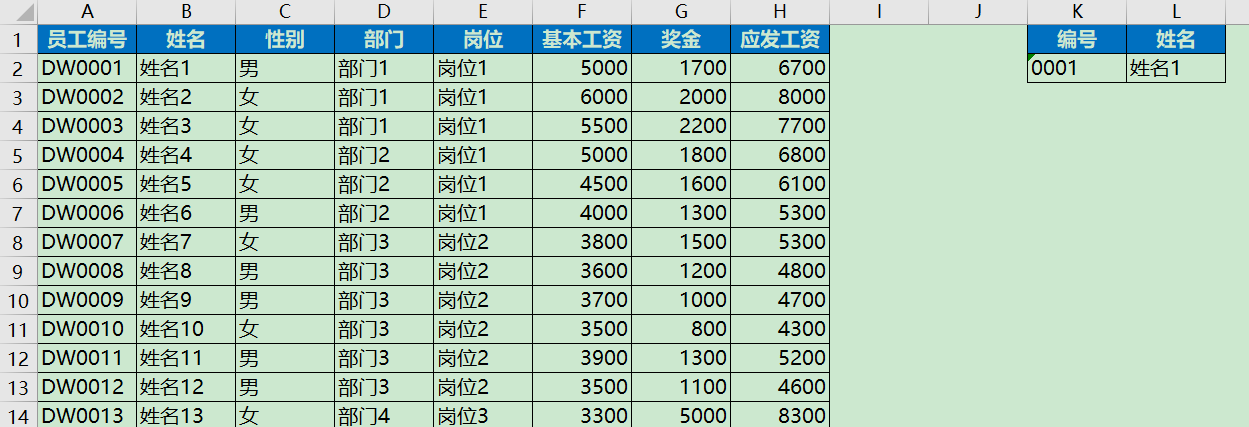 A B C D E F G H I J K L
1 员工编号 姓名 性别 部门 岗位 基本工资 奖金 应发工资 编号 姓名
2 DW0001 姓名1 男 部门1 岗位1 5000 1700 6700 0001 姓名1
3 DW0002 姓名2 女 部门1 岗位1 6000 2000 8000
4 DW0003 姓名3 女 部门1 岗位1 5500 2200 7700
5 DW0004 姓名4 女 部门2 岗位1 5000 1800 6800
6 DW0005 姓名5 女 部门2 岗位1 4500 1600 6100
7 DW0006 姓名6 男 部门2 岗位1 4000 1300 5300
8 DW0007 姓名7 女 部门3 岗位2 3800 1500 5300
9 DW0008 姓名8 男 部门3 岗位2 3600 1200 4800
10 DW0009 姓名9 男 部门3 岗位2 3700 1000 4700
11 DW0010 姓名10 女 部门3 岗位2 3500 800 4300
12 DW0011 姓名11 男 部门3 岗位2 3900 1300 5200
13 DW0012 姓名12 男 部门3 岗位2 3500 1100 4600
14 DW0013 姓名13 女 部门4 岗位3 3300 5000 8300